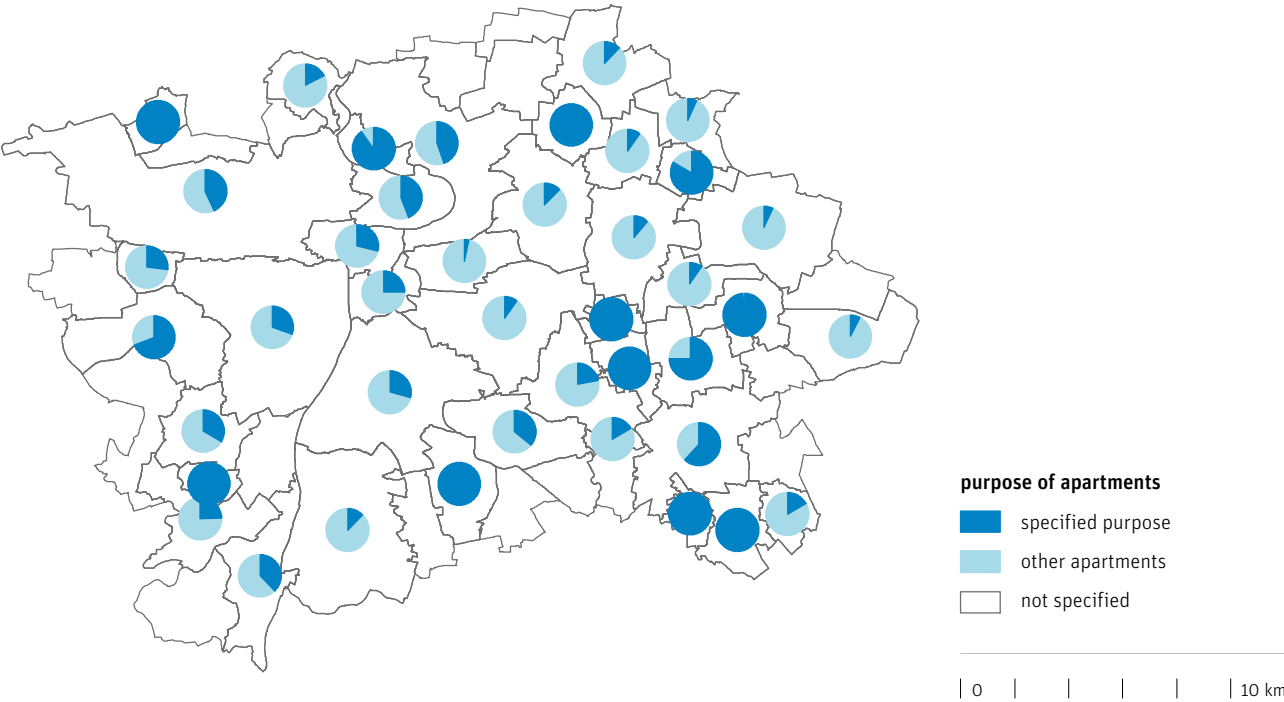 purpose of apartments
specified purpose
other apartments
not specified
0 10 km